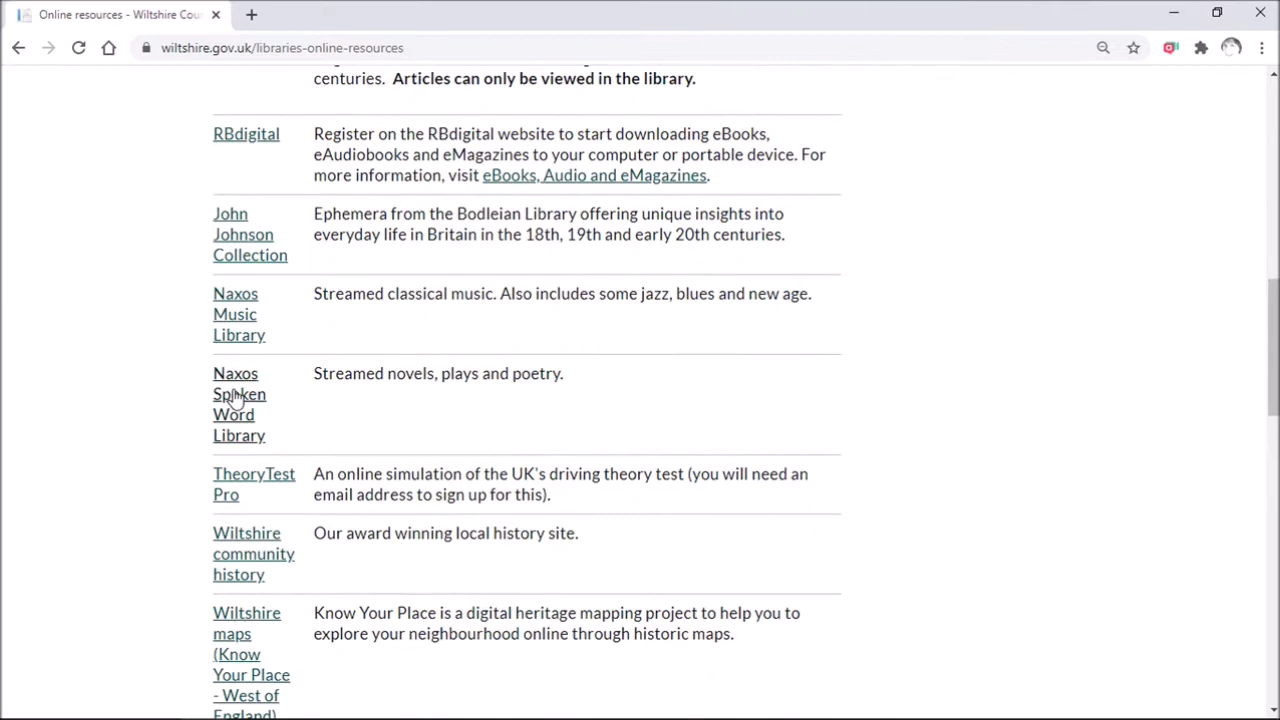 Online resources - Wiltshire Cou
wiltshire.gov.uk/libraries-online-resources
centuries. Articles can only be viewed in the library.
RBdigital
Register on the RBdigital website to start downloading eBooks,
eAudiobooks and eMagazines to your computer or portable device. For
more information, visit eBooks, Audio and eMagazines.
John
Johnson
Collection
Ephemera from the Bodleian Library offering unique insights into
everyday life in Britain in the 18th, 19th and early 20th centuries.
Naxos
Music
Library
Streamed classical music. Also includes some jazz, blues and new age.
Naxos
Spoken
Word
Library
Streamed novels, plays and poetry.
TheoryTest
Pro
An online simulation of the UK's driving theory test (you will need an
email address to sign up for this).
Wiltshire
community
history
Our award winning local history site.
Wiltshire
maps
(Know
Your Place
- West of
England)
Know Your Place is a digital heritage mapping project to help you to
explore your neighbourhood online through historic maps.